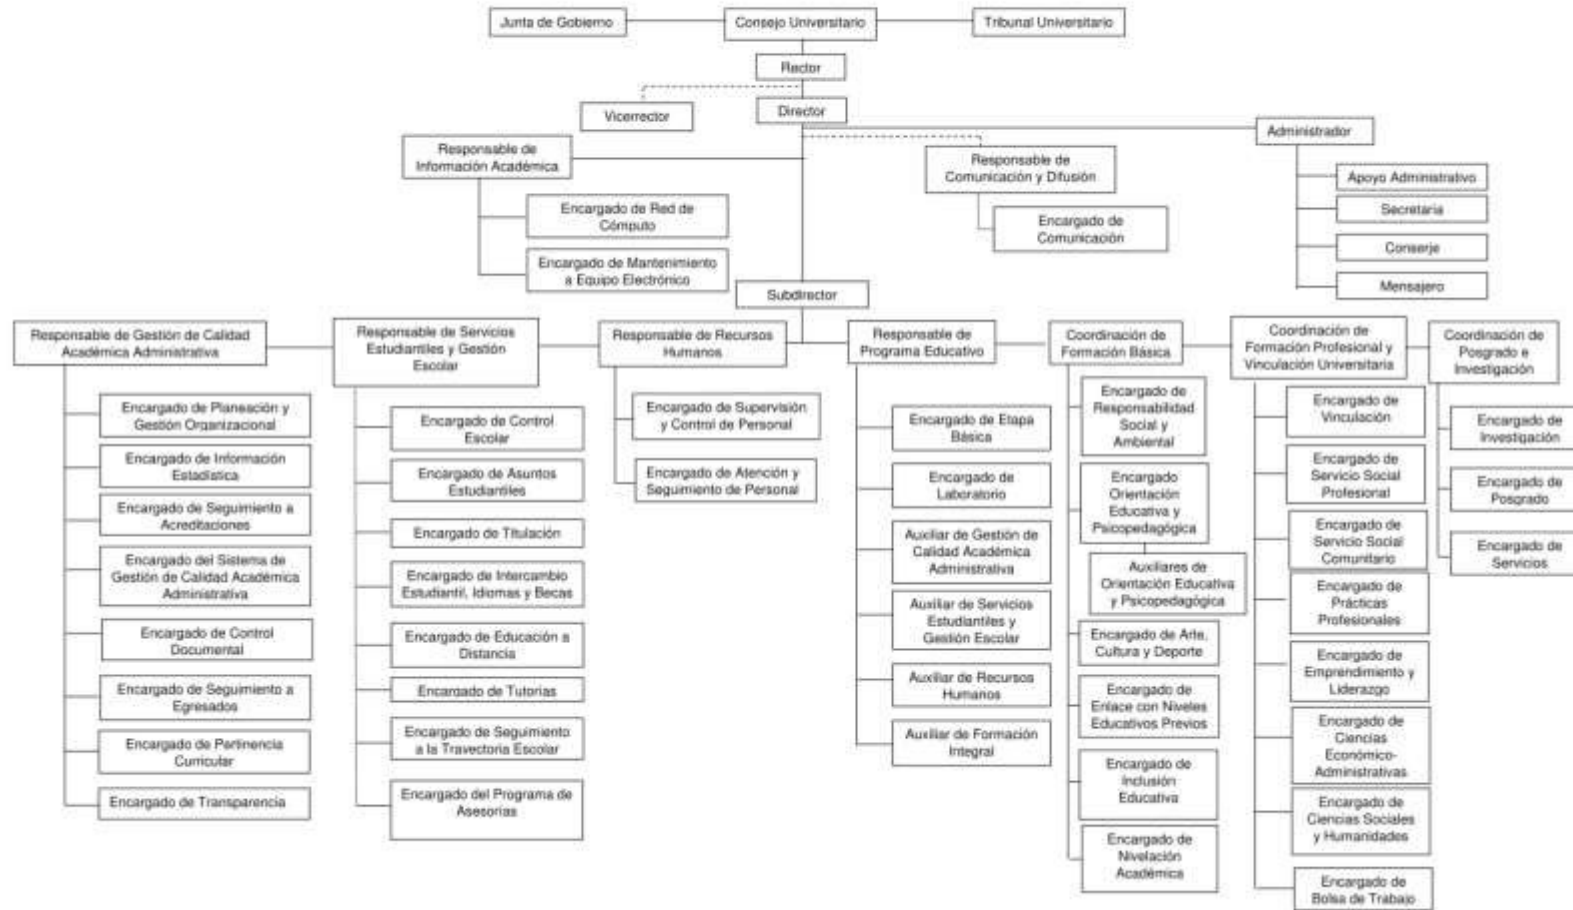 Junta de Gobierno
Consejo Universitario
Tribunal Universitario
Rector
Vicerrector
Director
Administrador
Responsable de
Información Académica
Responsable de
Comunicación y Difusión
Apoyo Administrativo
Secretaria
Conserje
Mensajero
Encargado de Red de
Cómputo
Encargado de
Comunicación
Encargado de Mantenimiento
a Equipo Electrónico
Subdirector
Responsable de Gestión de Calidad
Académica Administrativa
Responsable de Servicios
Estudiantiles y Gestión
Escolar
Responsable de Recursos
Humanos
Responsable de
Programa Educativo
Coordinación de
Formación Básica
Coordinación de
Formación Profesional y
Vinculación Universitaria
Coordinación de
Posgrado e
Investigación
Encargado de Planeación y
Gestión Organizacional
Encargado de Información
Estadística
Encargado de Seguimiento a
Acreditaciones
Encargado del Sistema de
Gestión de Calidad Académica
Administrativa
Encargado de Control
Documental
Encargado de Seguimiento a
Egresados
Encargado de Pertinencia
Curricular
Encargado de Transparencia
Encargado de Control
Escolar
Encargado de Asuntos
Estudiantiles
Encargado de Titulación
Encargado de Intercambio
Estudiantil, Idiomas y Becas
Encargado de Educación a
Distancia
Encargado de Tutorías
Encargado de Seguimiento
a la Trayectoria Escolar
Encargado del Programa de
Asesorías
Encargado de Supervisión
y Control de Personal
Encargado de Atención y
Seguimiento de Personal
Encargado de Etapa
Básica
Encargado de
Laboratorio
Auxiliar de Gestión de
Calidad Académica
Administrativa
Auxiliar de Servicios
Estudiantiles y
Gestión Escolar
Auxiliar de Recursos
Humanos
Auxiliar de Formación
Integral
Encargado de
Responsabilidad
Social y
Ambiental
Encargado
Orientación
Educativa y
Psicopedagógica
Auxiliares de
Orientación Educativa
y Psicopedagógica
Encargado de Arte,
Cultura y Deporte
Encargado de
Enlace con Niveles
Educativos Previos
Encargado de
Inclusión
Educativa
Encargado de
Nivelación
Académica
Encargado de
Vinculación
Encargado de
Servicio Social
Profesional
Encargado de
Servicio Social
Comunitario
Encargado de
Prácticas
Profesionales
Encargado de
Emprendimiento y
Liderazgo
Encargado de
Ciencias
Económico-
Administrativas
Encargado de
Ciencias Sociales
y Humanidades
Encargado de
Bolsa de Trabajo
Encargado de
Investigación
Encargado de
Posgrado
Encargado de
Servicios